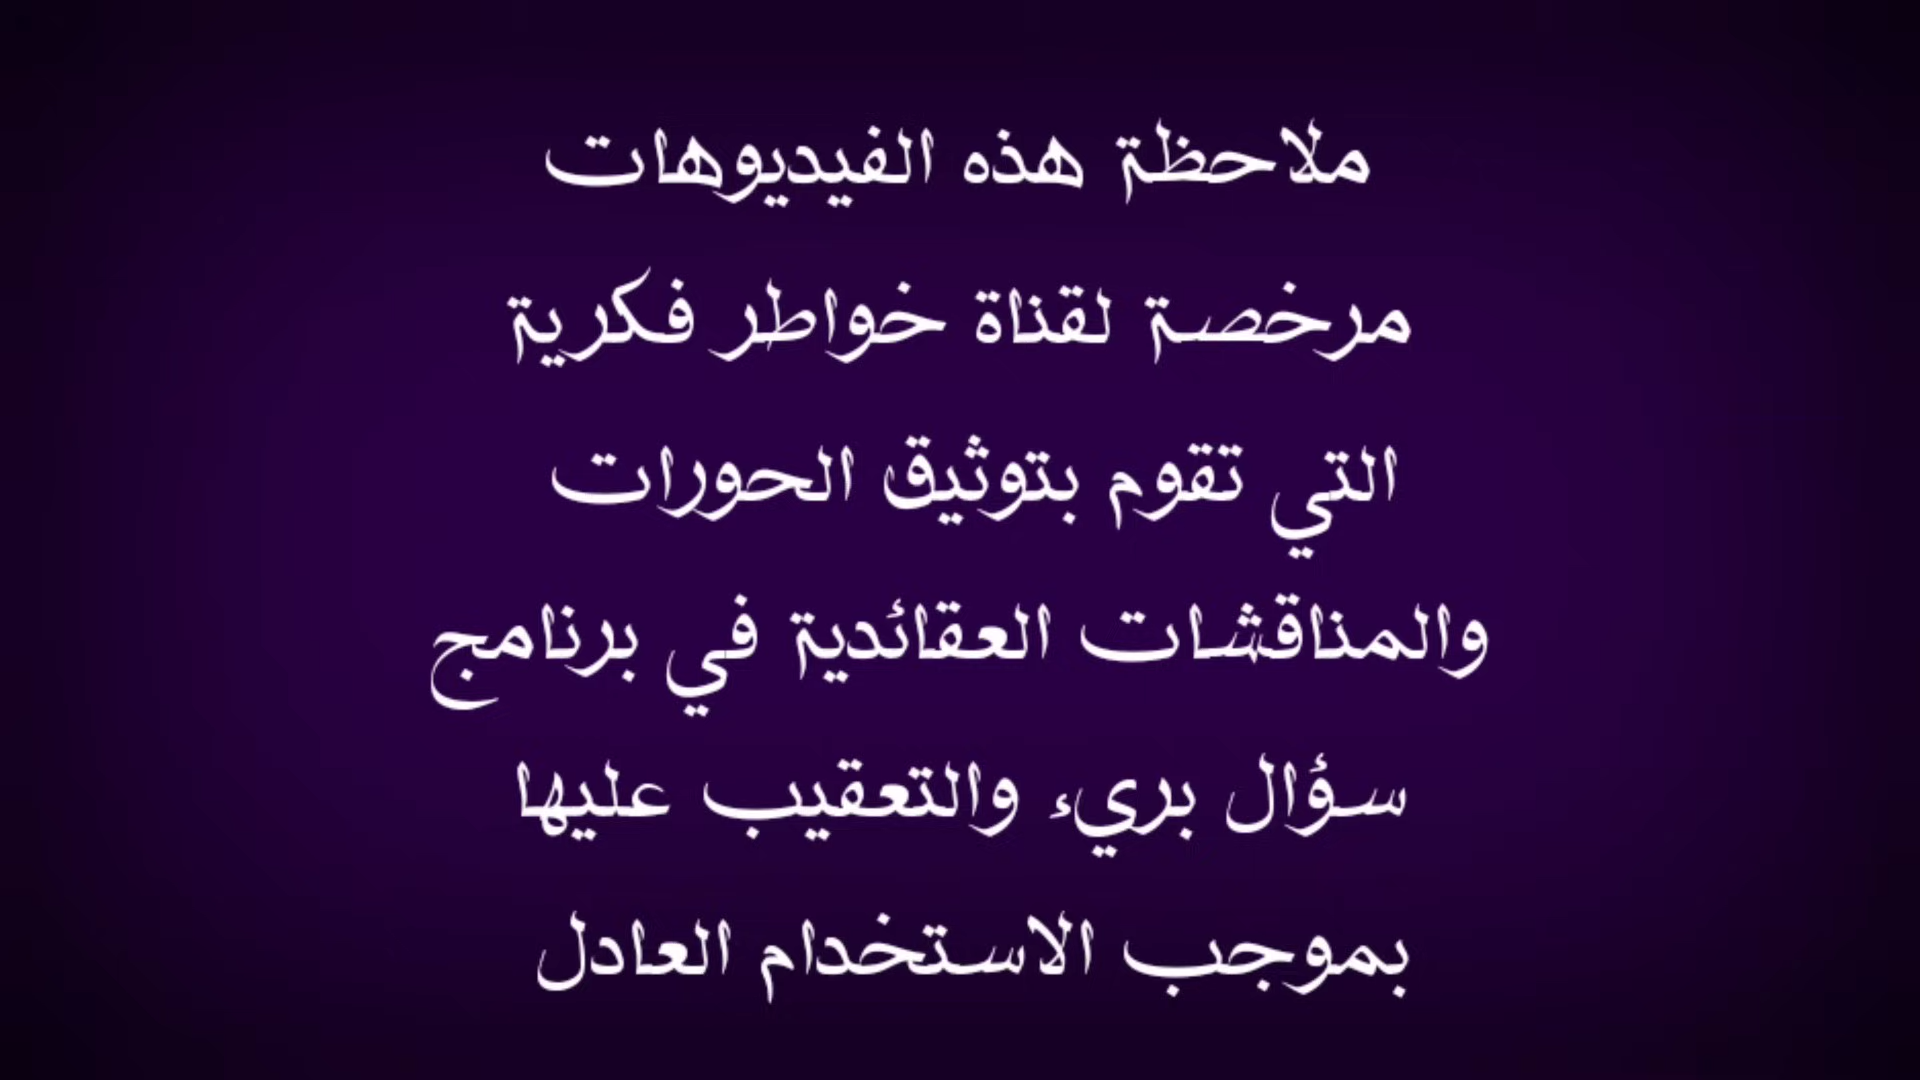 ملاحظة هذه الفيديوهات
مرخصة لقناة خواطر فكرية
التي تقوم بتوثيق الحورات
والمناقشات العقائدية في برنامج
سؤال بريء والتعقيب عليها
بموجب الاستخدام العادل